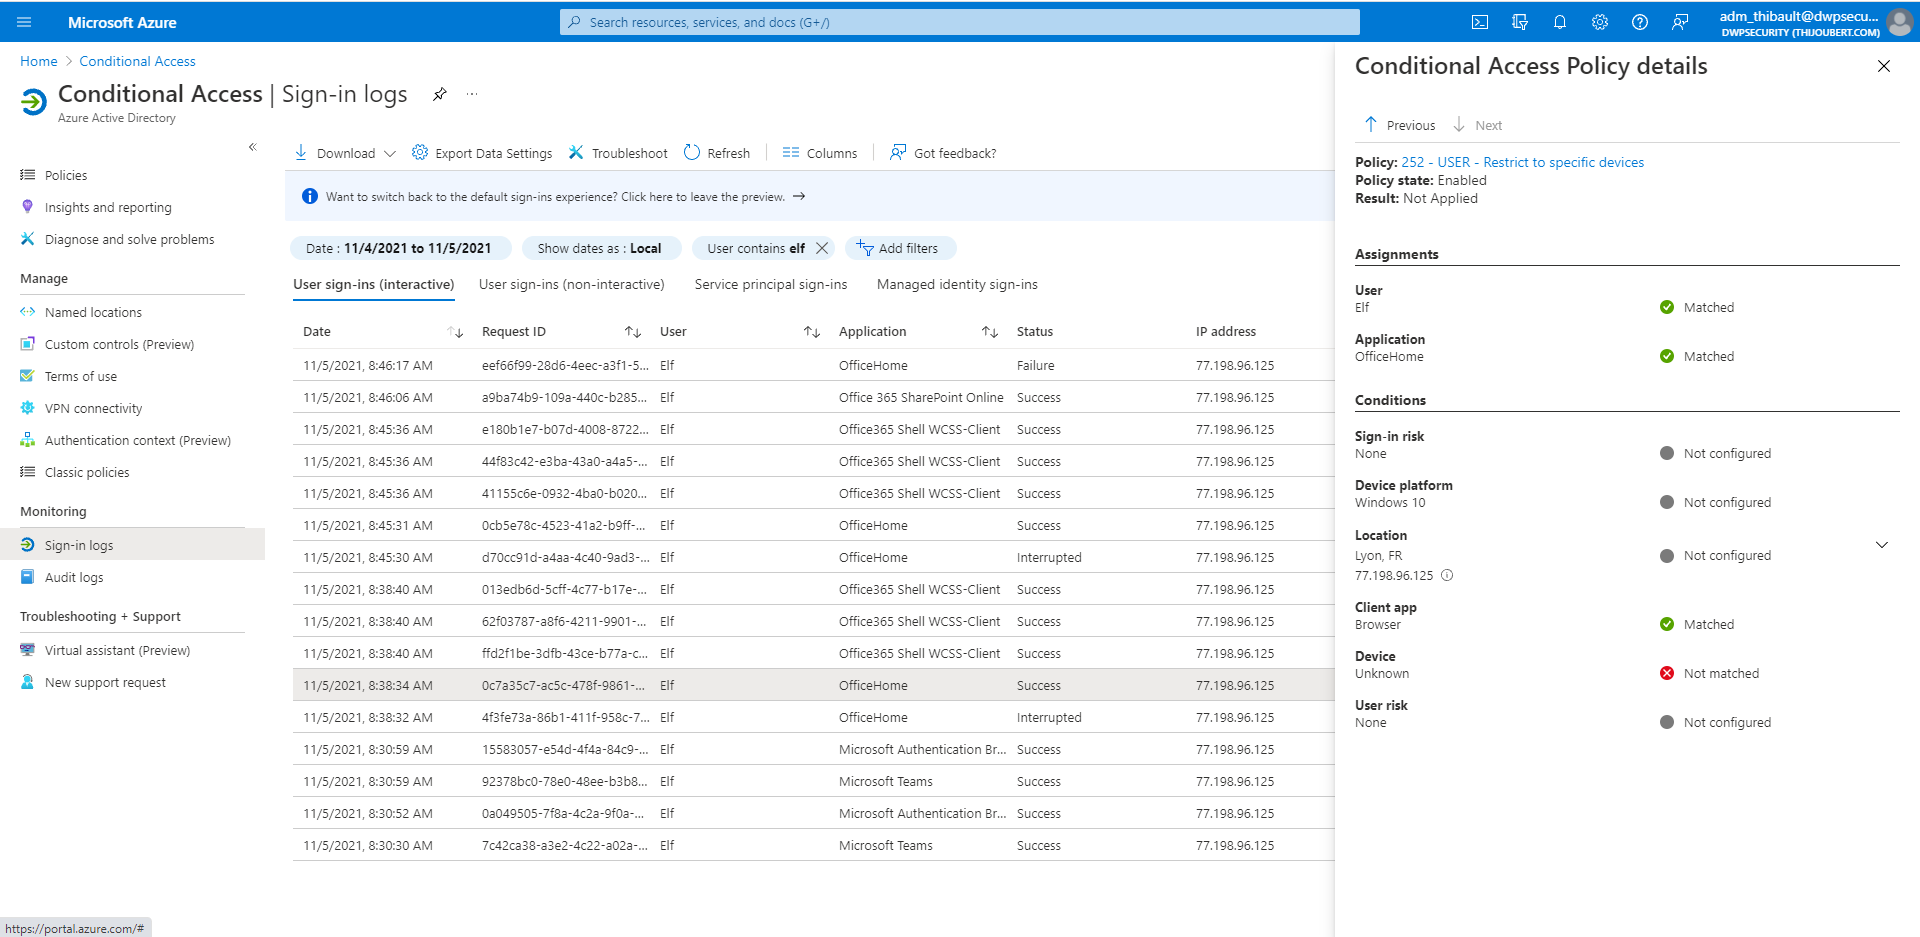 Microsoft Azure
Search resources, services, and docs (G+/)
adm_thibault@dwpsecu...
DWPSECURITY (THIJOUBERT.COM)
Home > Conditional Access
Conditional Access | Sign-in logs
...
Azure Active Directory
«
Policies
Insights and reporting
Diagnose and solve problems
Manage
Named locations
Custom controls (Preview)
Terms of use
VPN connectivity
Authentication context (Preview)
Classic policies
Monitoring
Sign-in logs
Audit logs
Troubleshooting + Support
Virtual assistant (Preview)
New support request
Download
Export Data Settings
Troubleshoot
Refresh
Columns
Got feedback?
Want to switch back to the default sign-ins experience? Click here to leave the preview. →
Date : 11/4/2021 to 11/5/2021
Show dates as : Local
User contains elf
Add filters
User sign-ins (interactive)
User sign-ins (non-interactive)
Service principal sign-ins
Managed identity sign-ins
Date Request ID User Application Status IP address
11/5/2021, 8:46:17 AM eef66f99-28d6-4eec-a3f1-5... Elf OfficeHome Failure 77.198.96.125
11/5/2021, 8:46:06 AM a9ba74b9-109a-440c-b285... Elf Office 365 SharePoint Online Success 77.198.96.125
11/5/2021, 8:45:36 AM e180b1e7-b07d-4008-8722... Elf Office365 Shell WCSS-Client Success 77.198.96.125
11/5/2021, 8:45:36 AM 44f83c42-e3ba-43a0-a4a5-... Elf Office365 Shell WCSS-Client Success 77.198.96.125
11/5/2021, 8:45:36 AM 41155c6e-0932-4ba0-b020... Elf Office365 Shell WCSS-Client Success 77.198.96.125
11/5/2021, 8:45:31 AM 0cb5e78c-4523-41a2-b9ff-... Elf OfficeHome Success 77.198.96.125
11/5/2021, 8:45:30 AM d70cc91d-a4aa-4c40-9ad3-... Elf OfficeHome Interrupted 77.198.96.125
11/5/2021, 8:38:40 AM 013edb6d-5cff-4c77-b17e-... Elf Office365 Shell WCSS-Client Success 77.198.96.125
11/5/2021, 8:38:40 AM 62f03787-a8f6-4211-9901-... Elf Office365 Shell WCSS-Client Success 77.198.96.125
11/5/2021, 8:38:40 AM ffd2f1be-3dfb-43ce-b77a-c... Elf Office365 Shell WCSS-Client Success 77.198.96.125
11/5/2021, 8:38:34 AM 0c7a35c7-ac5c-478f-9861-... Elf OfficeHome Success 77.198.96.125
11/5/2021, 8:38:32 AM 4f3fe73a-86b1-411f-958c-7... Elf OfficeHome Interrupted 77.198.96.125
11/5/2021, 8:30:59 AM 15583057-e54d-4f4a-84c9-... Elf Microsoft Authentication Br... Success 77.198.96.125
11/5/2021, 8:30:59 AM 92378bc0-78e0-48ee-b3b8... Elf Microsoft Teams Success 77.198.96.125
11/5/2021, 8:30:52 AM 0a049505-7f8a-4c2a-9f0a-... Elf Microsoft Authentication Br... Success 77.198.96.125
11/5/2021, 8:30:30 AM 7c42ca38-a3e2-4c22-a02a-... Elf Microsoft Teams Success 77.198.96.125
Conditional Access Policy details
Previous
Next
Policy: 252 - USER - Restrict to specific devices
Policy state: Enabled
Result: Not Applied
Assignments
User
Elf Matched
Application
OfficeHome Matched
Conditions
Sign-in risk
None Not configured
Device platform
Windows 10 Not configured
Location
Lyon, FR Not configured
77.198.96.125
Client app
Browser Matched
Device
Unknown Not matched
User risk
None Not configured
https://portal.azure.com/#